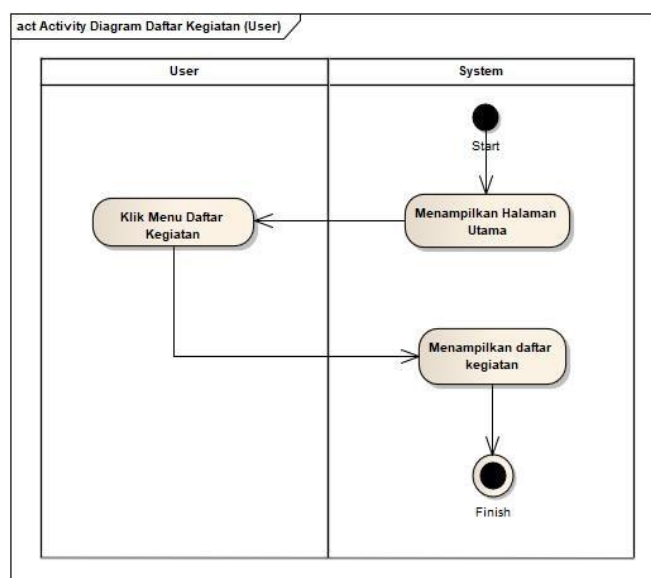 act Activity Diagram Daftar Kegiatan (User)
User
System
Start
Menampilkan Halaman
Utama
Klik Menu Daftar
Kegiatan
Menampilkan daftar
kegiatan
Finish